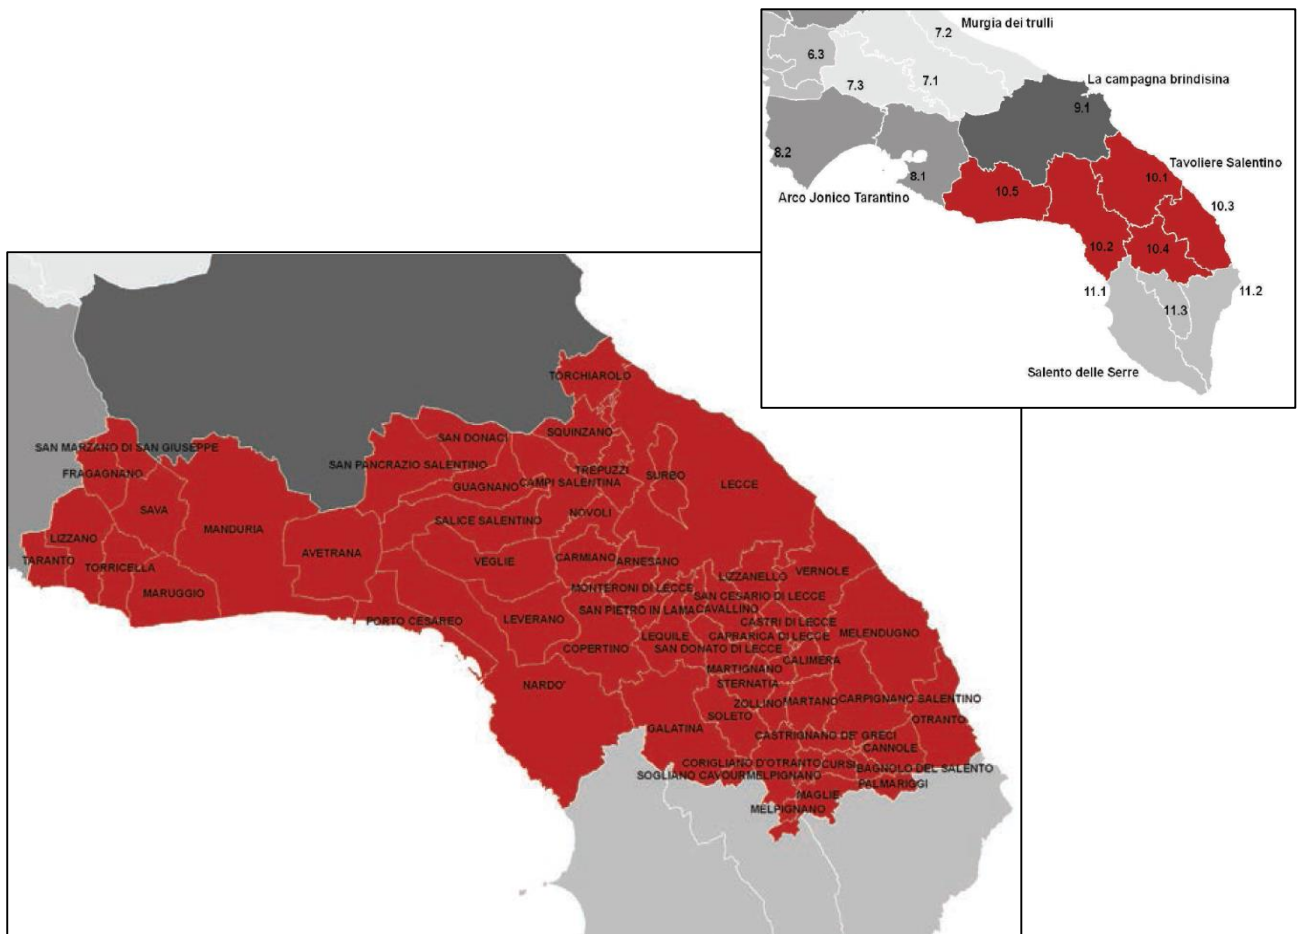 Murgia dei trulli
7.2
6.3
7.1
7.3
La campagna brindisina
9.1
8.2
8.1
Tavoliere Salentino
10.1
10.5
Arco Jonico Tarantino
10.3
10.2
10.4
11.1
11.2
11.3
Salento delle Serre
TORCHIAROLO
SAN DONACI
SQUINZANO
SAN MARZANO DI SAN GIUSEPPE
SAN PANCRAZIO SALENTINO
FRAGAGNANO
TREPUZZI
SURBO
GUAGNANO
CAMPI SALENTINA
LECCE
SAVA
NOVOLI
SALICE SALENTINO
MANDURIA
LIZZANO
AVETRANA
TARANTO
VEGLIE
CARMIANO
ARNESANO
TORRICELLA
VERNOLE
LIZZANELLO
MONTERONI DI LECCE
MARUGGIO
SAN CESARIO DI LECCE
SAN PIETRO IN LAMA
CAVALLINO
PORTO CESAREO
LEVERANO
CASTRI DI LECCE
LEQUILE
CAPRARICA DI LECCE
MELENDUGNO
COPERTINO
SAN DONATO DI LECCE
CALIMERA
MARTIGNANO
NARDO'
STERNATIA
ZOLLINO
MARTANO
CARPIGNANO SALENTINO
SOLETO
OTRANTO
GALATINA
CASTRIGNANO DE' GRECI
CANNOLE
CORIGLIANO D'OTRANTO
CURSI
BAGNOLO DEL SALENTO
SOGLIANO CAVOUR
MELPIGNANO
PALMARIGGI
MAGLIE
MELPIGNANO